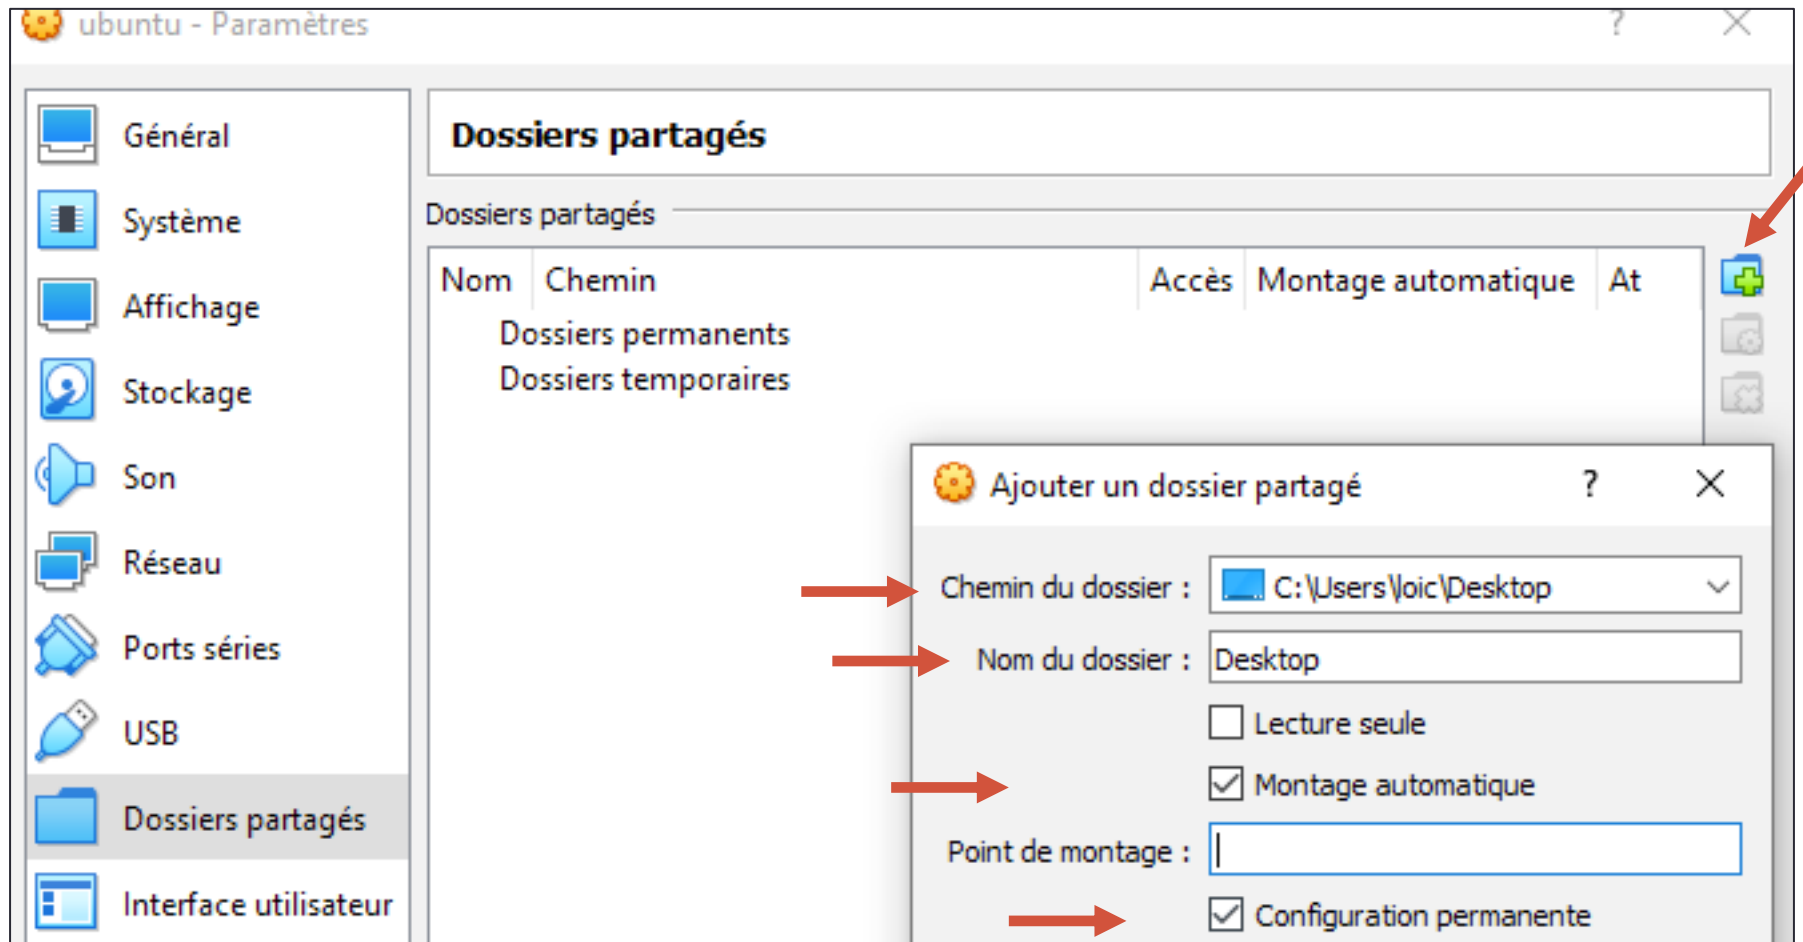 ubuntu - Paramètres ?
Général
Système
Affichage
Stockage
Son
Réseau
Ports séries
USB
Dossiers partagés
Interface utilisateur
Dossiers partagés
Dossiers partagés
Nom Chemin Accès Montage automatique At
Dossiers permanents
Dossiers temporaires
Ajouter un dossier partagé ?
Chemin du dossier : C:\Users\loic\Desktop
Nom du dossier : Desktop
Lecture seule
Montage automatique
Point de montage :
Configuration permanente